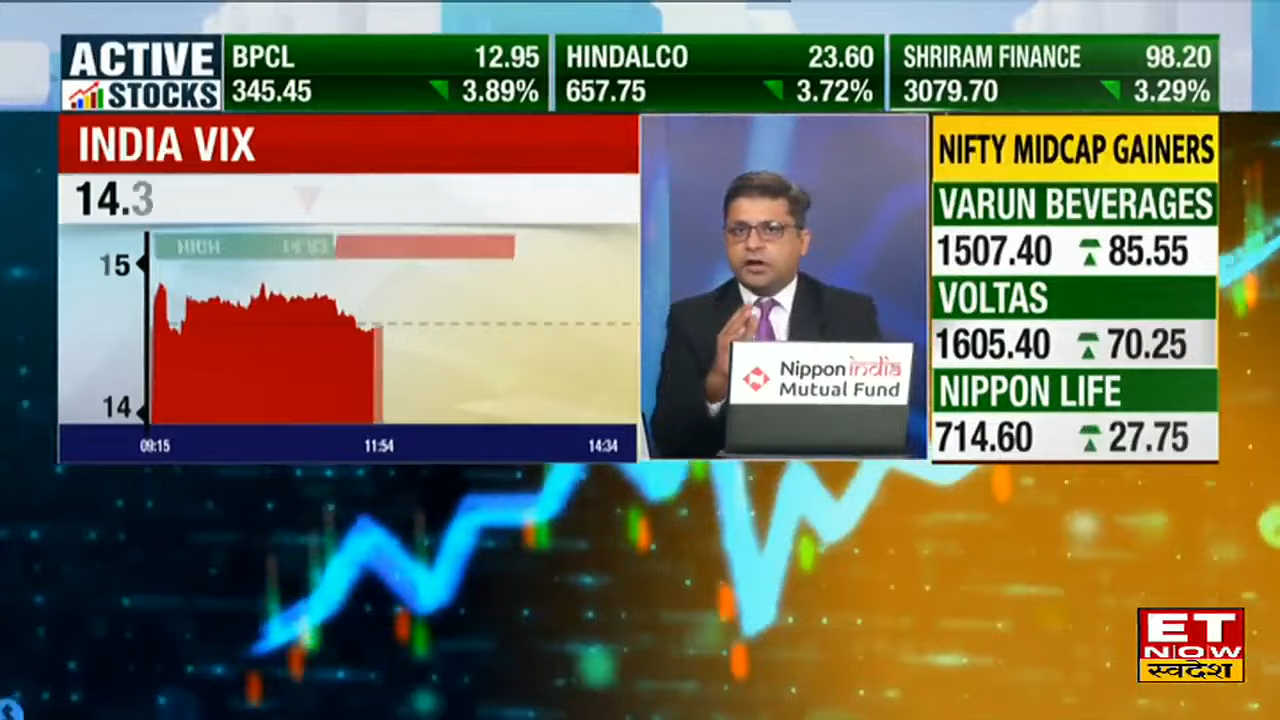 ACTIVE
STOCKS
BPCL 12.95
345.45 3.89%
HINDALCO 23.60
657.75 3.72%
SHRIRAM FINANCE 98.20
3079.70 3.29%
INDIA VIX
14.3
HIGH
15
14
09:15 11:54 14:34
Nippon india
Mutual Fund
NIFTY MIDCAP GAINERS
VARUN BEVERAGES
1507.40 85.55
VOLTAS
1605.40 70.25
NIPPON LIFE
714.60 27.75
ET
NOW
स्वदेश